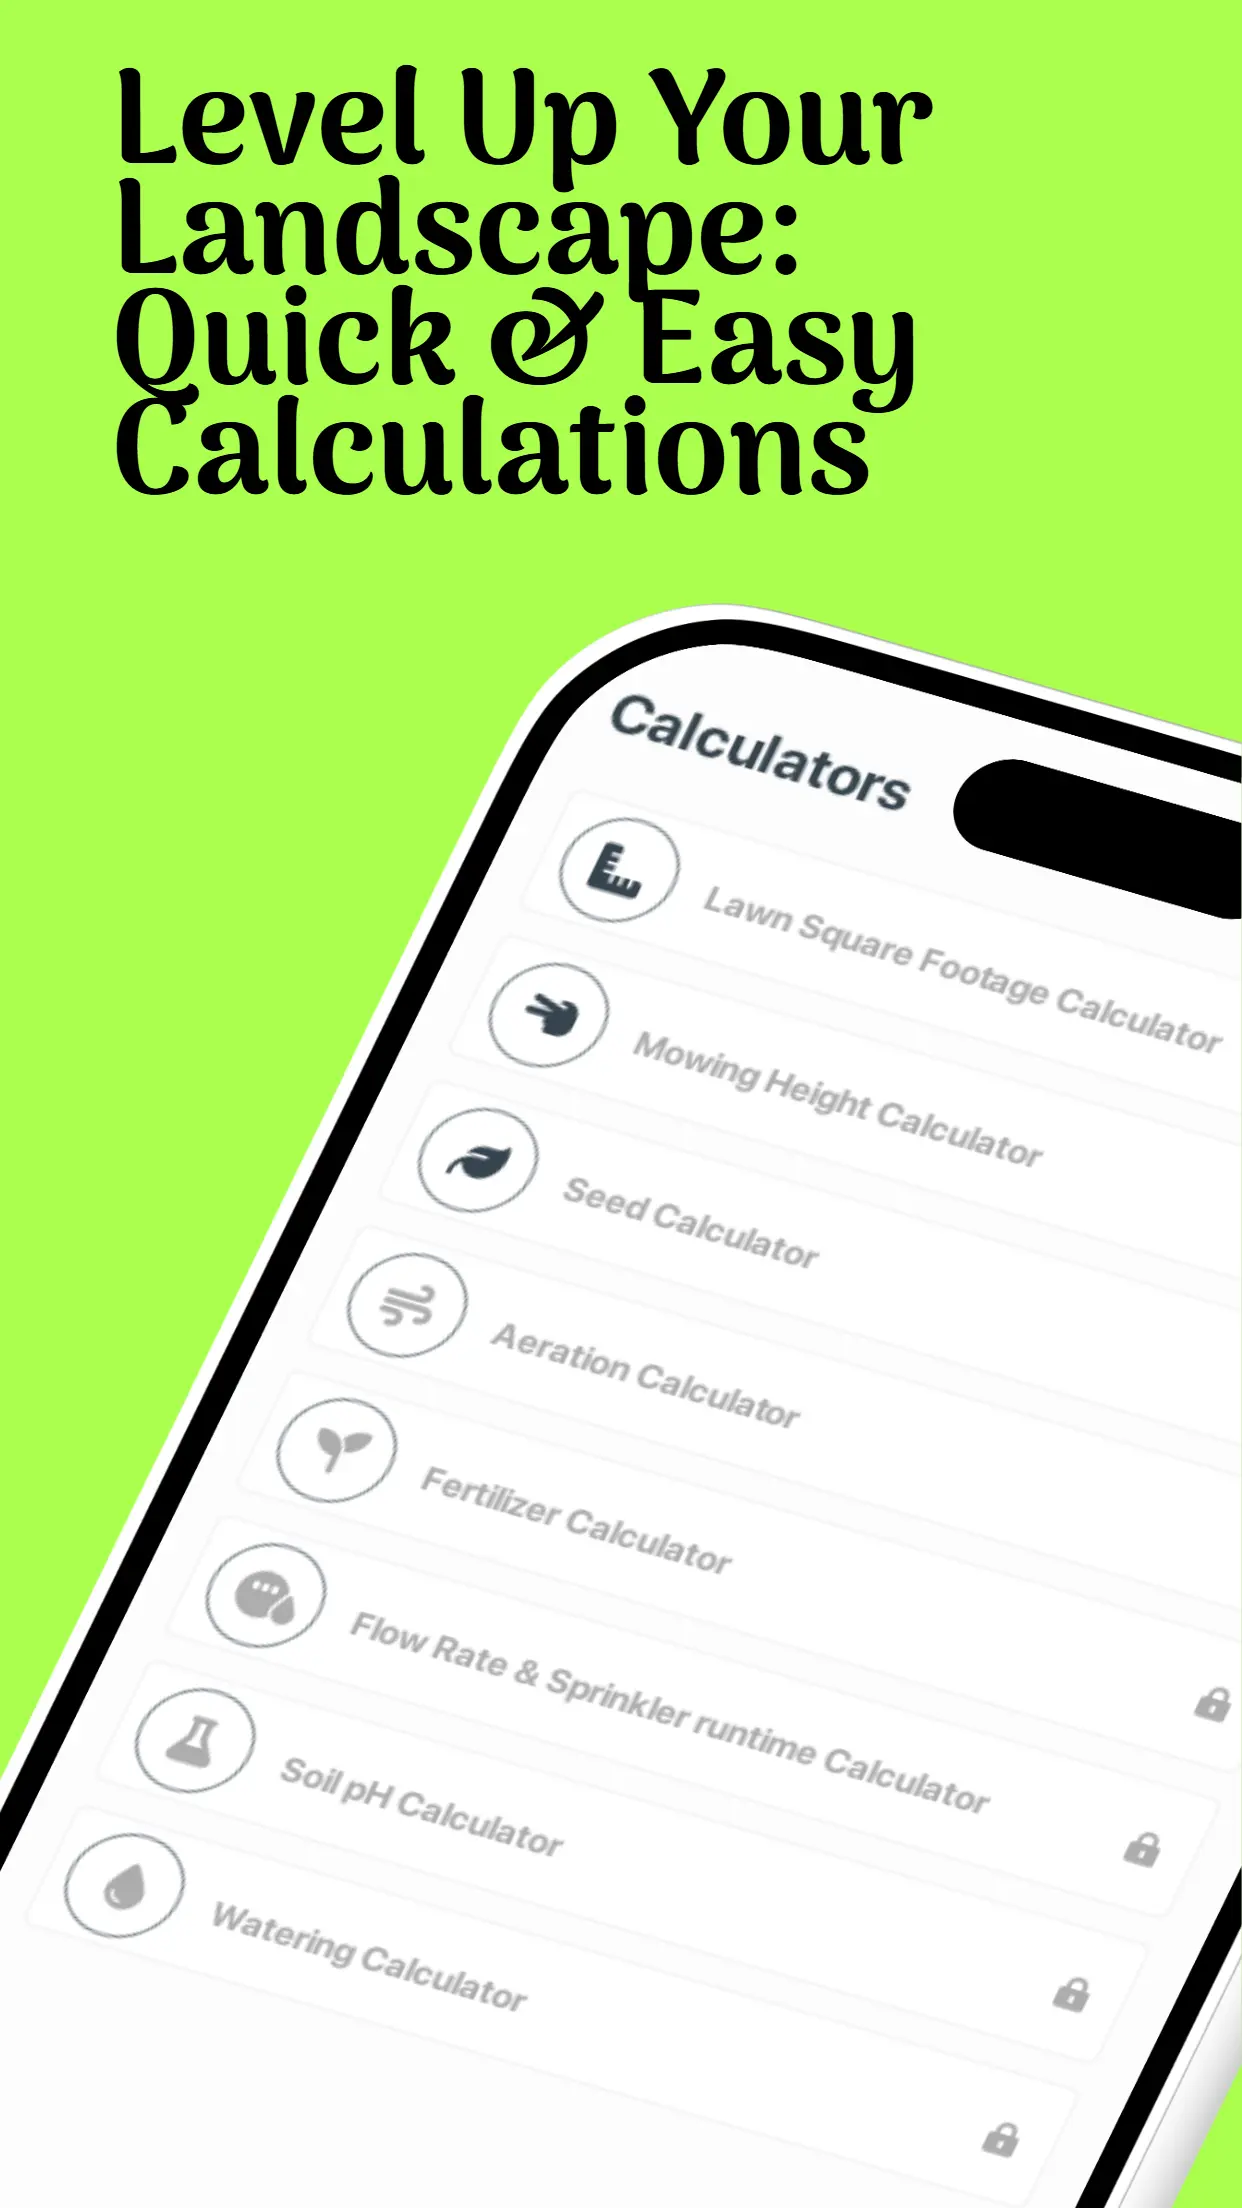 Level Up Your
Landscape:
Quick & Easy
Calculations
Calculators
Lawn Square Footage Calculator
Mowing Height Calculator
Seed Calculator
Aeration Calculator
Fertilizer Calculator
Flow Rate & Sprinkler runtime Calculator
Soil pH Calculator
Watering Calculator